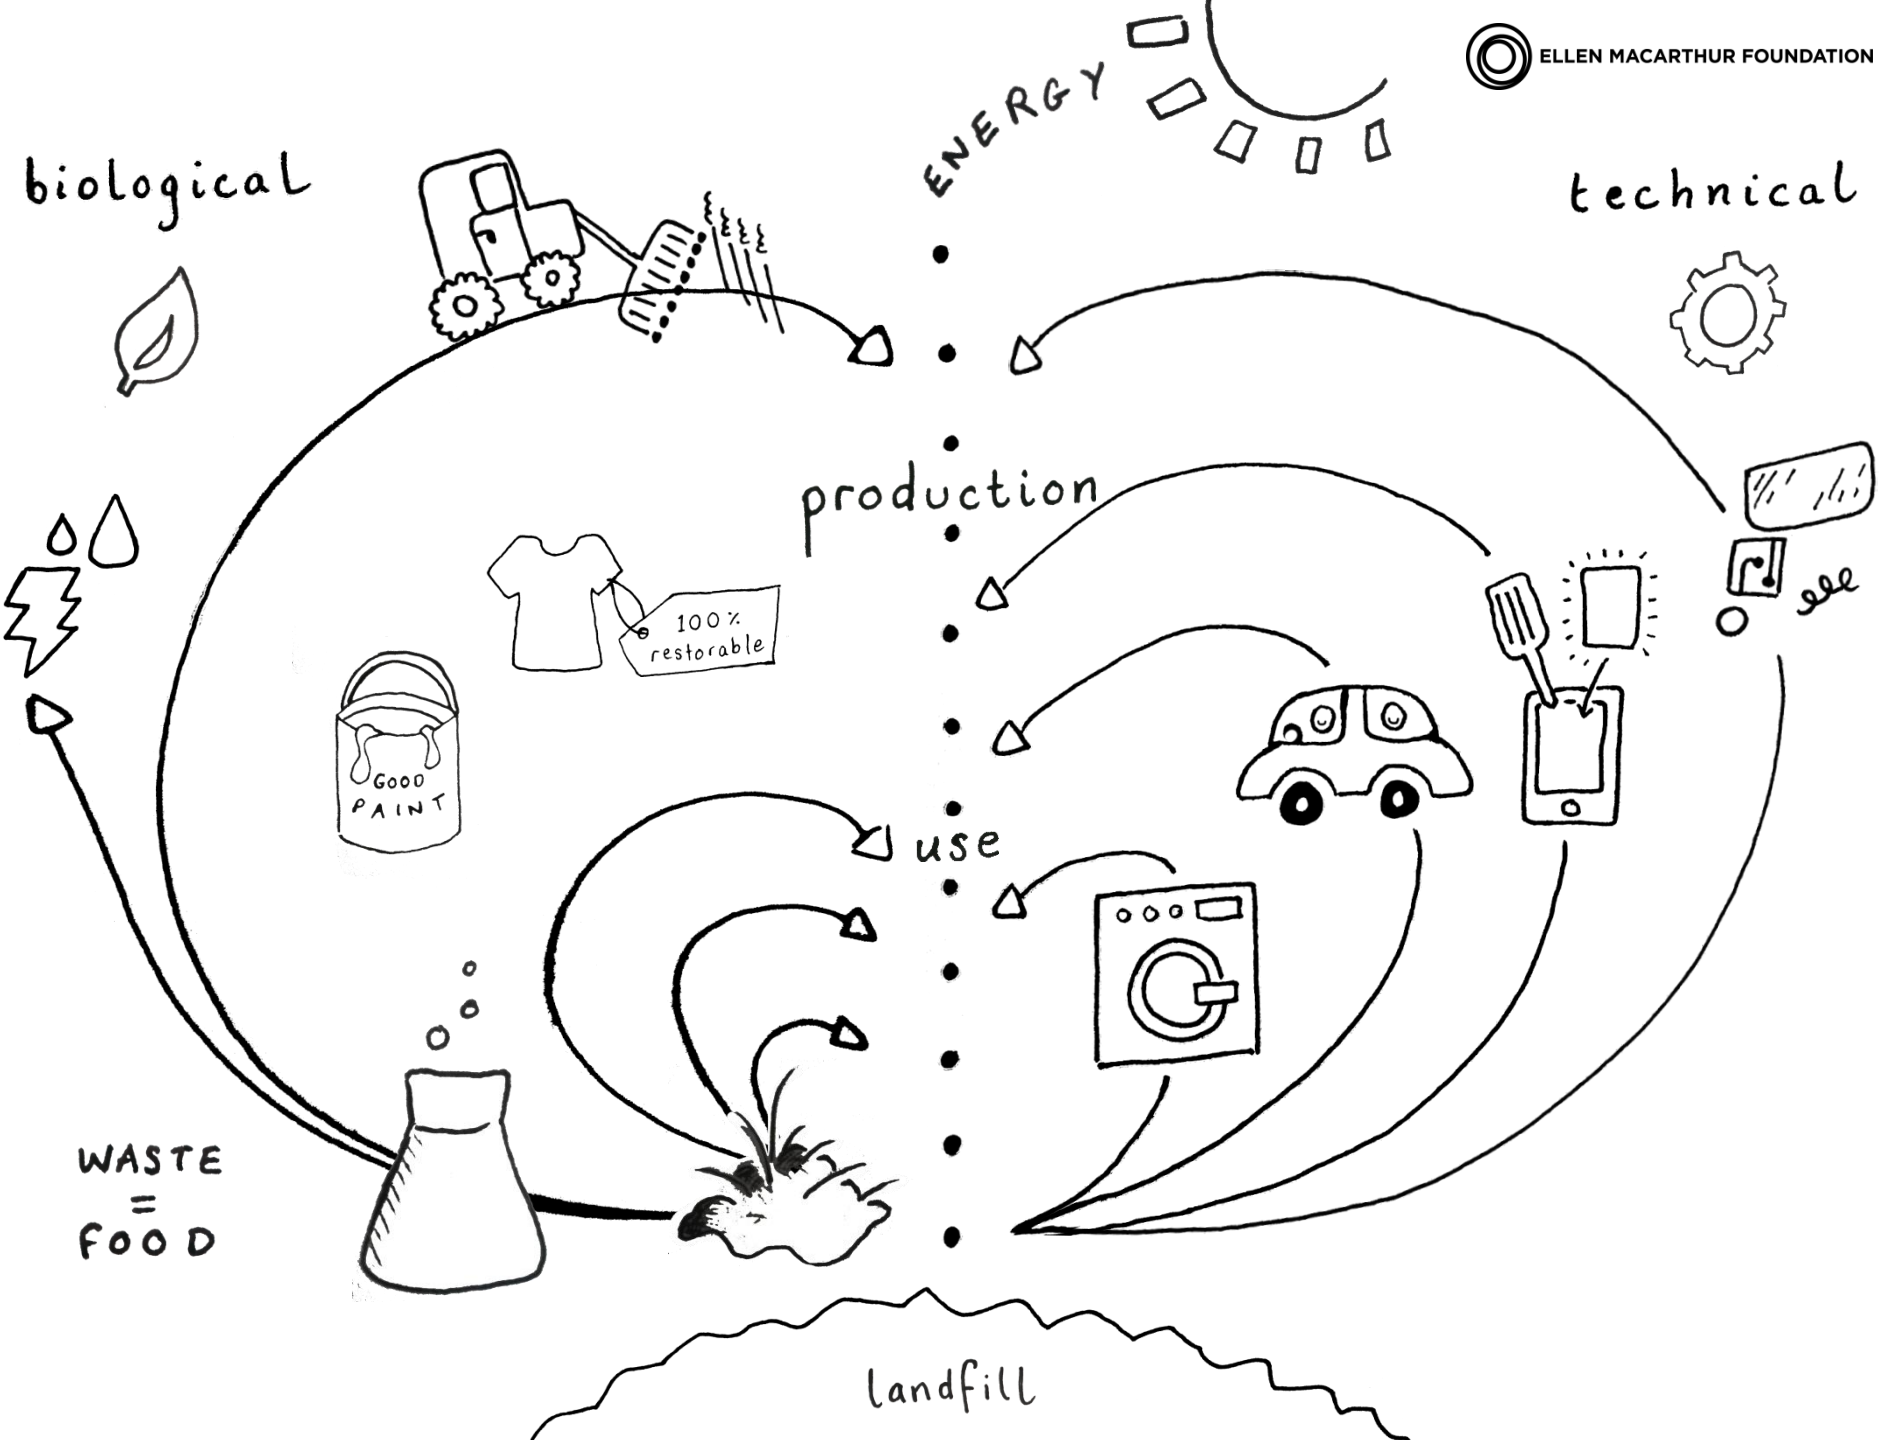 ELLEN MACARTHUR FOUNDATION
ENERGY
biological
technical
production
100%
restorable
GOOD
PAINT
use
WASTE
=
FOOD
landfill